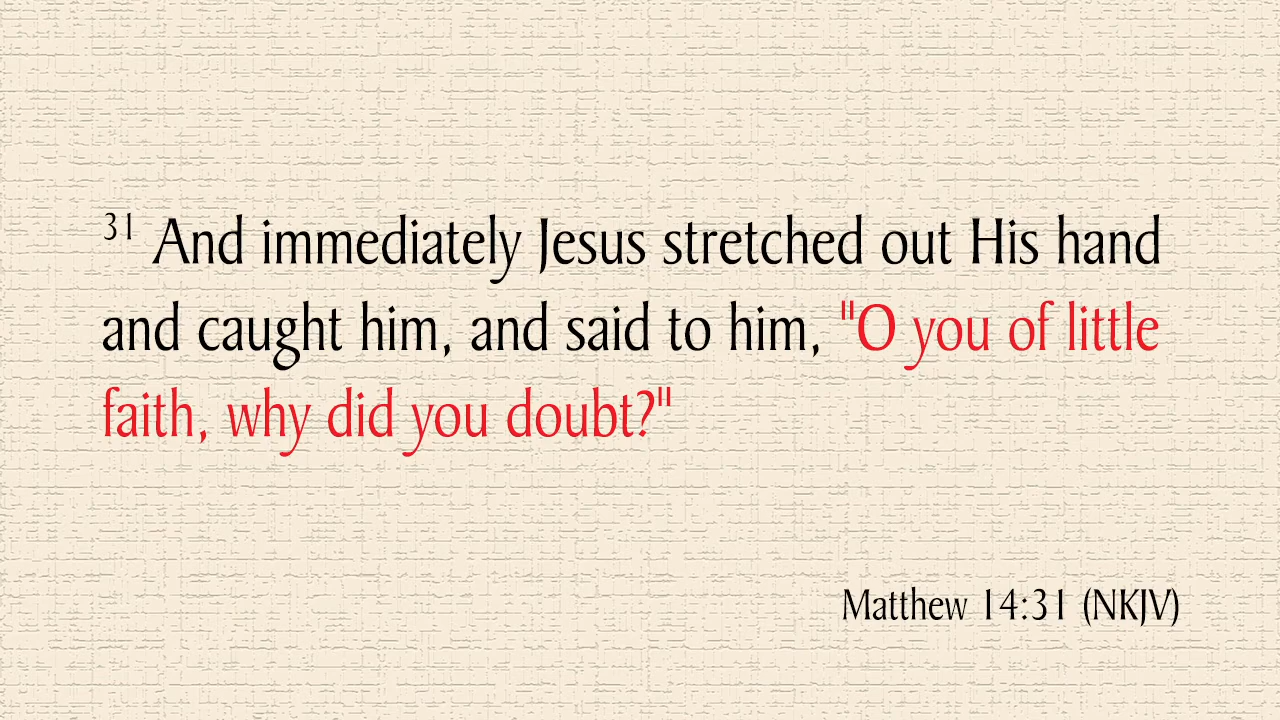 31 And immediately Jesus stretched out His hand
and caught him, and said to him, "O you of little
faith, why did you doubt?"
Matthew 14:31 (NKJV)